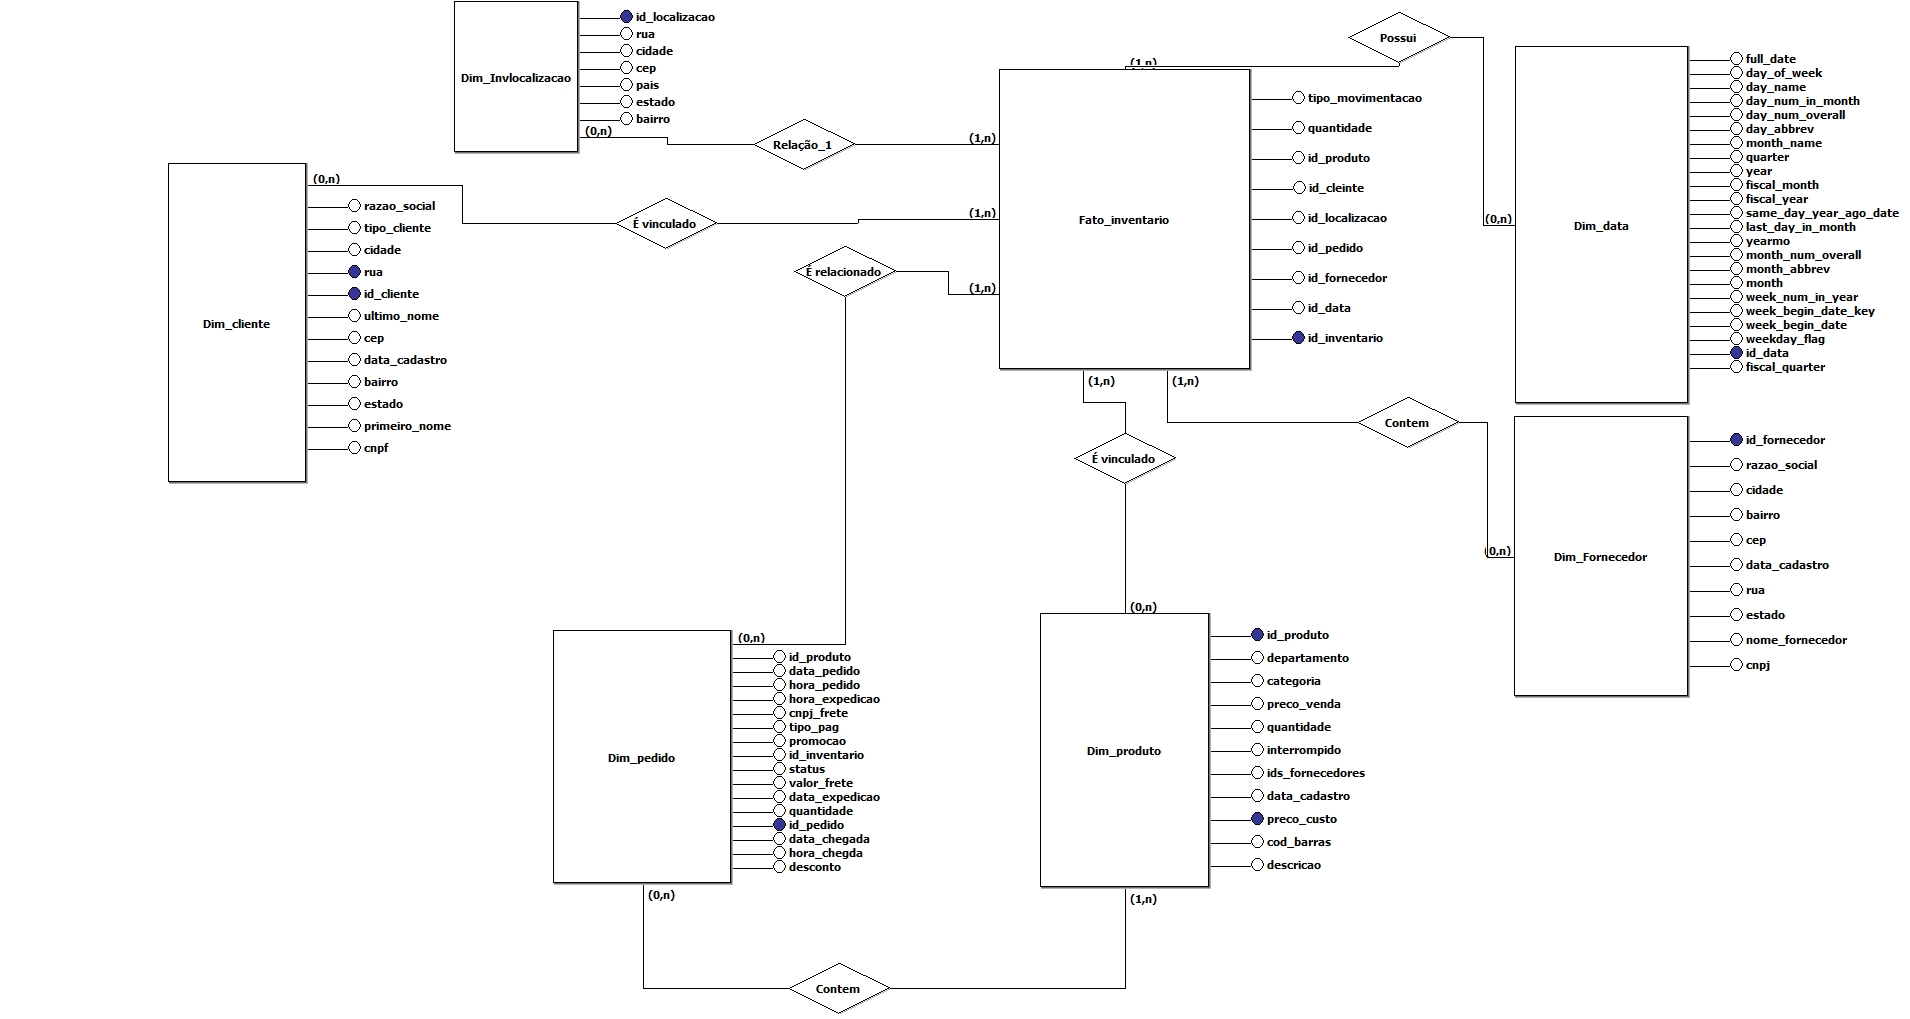 Dim_Invlocalizacao
id_localizacao
rua
cidade
cep
pais
estado
bairro
(0,n)
Relação_1
(1,n)
Possui
(1,n)
(0,n)
Fato_inventario
tipo_movimentacao
quantidade
id_produto
id_cleinte
id_localizacao
id_pedido
id_fornecedor
id_data
id_inventario
Dim_data
full_date
day_of_week
day_name
day_num_in_month
day_num_overall
day_abbrev
month_name
quarter
year
fiscal_month
fiscal_year
same_day_year_ago_date
last_day_in_month
yearmo
month_num_overall
month_abbrev
month
week_num_in_year
week_begin_date_key
week_begin_date
weekday_flag
id_data
fiscal_quarter
Dim_cliente
(0,n)
razao_social
tipo_cliente
cidade
rua
id_cliente
ultimo_nome
cep
data_cadastro
bairro
estado
primeiro_nome
cnpf
É vinculado
(1,n)
É relacionado
(1,n)
(1,n)
(1,n)
É vinculado
Contem
(0,n)
Dim_Fornecedor
id_fornecedor
razao_social
cidade
bairro
cep
data_cadastro
rua
estado
nome_fornecedor
cnpj
Dim_pedido
(0,n)
id_produto
data_pedido
hora_pedido
hora_expedicao
cnpj_frete
tipo_pag
promocao
id_inventario
status
valor_frete
data_expedicao
quantidade
id_pedido
data_chegada
hora_chegda
desconto
(0,n)
(0,n)
Dim_produto
id_produto
departamento
categoria
preco_venda
quantidade
interrompido
ids_fornecedores
data_cadastro
preco_custo
cod_barras
descricao
(1,n)
Contem